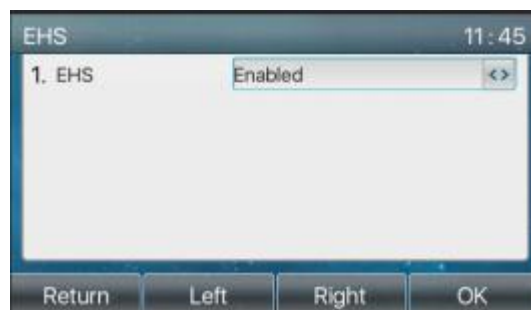 EHS 11:45
1. EHS Enabled <>
Return Left Right OK